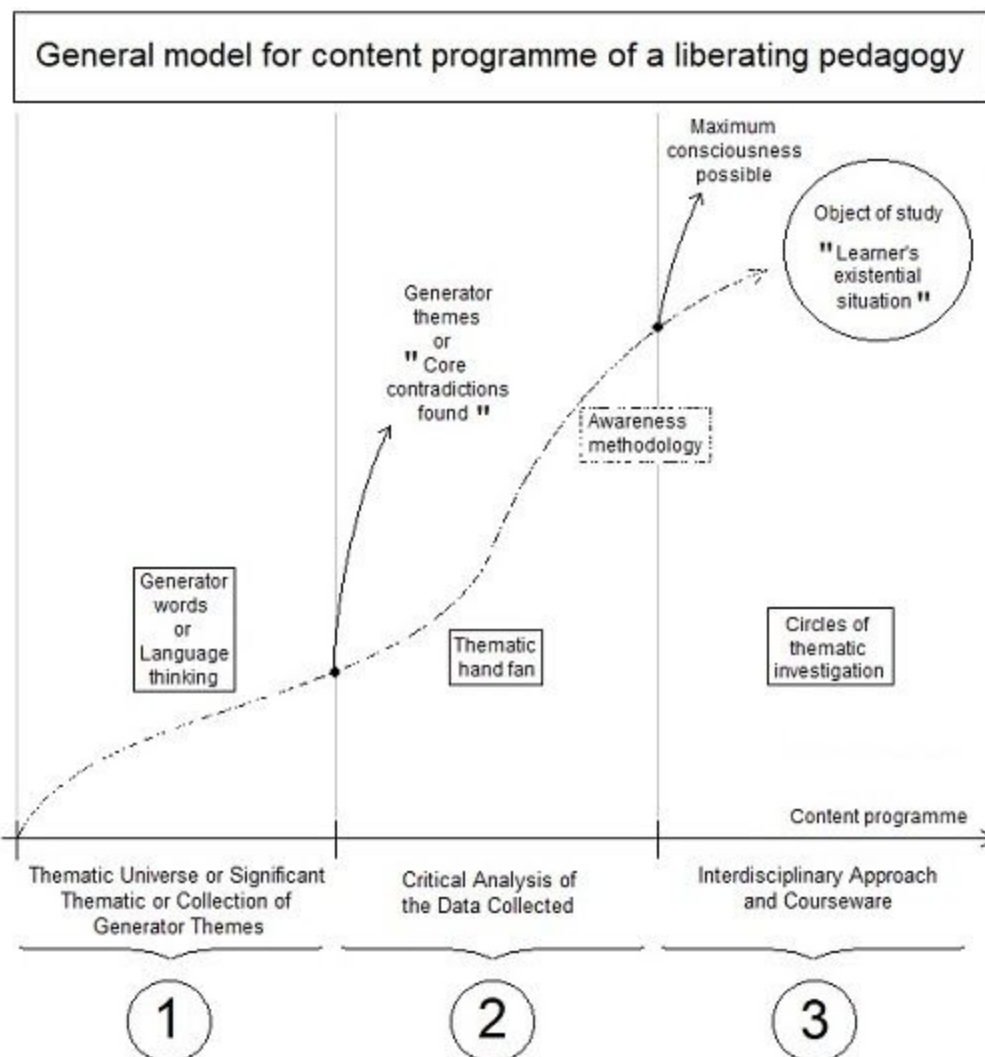 General model for content programme of a liberating pedagogy
Maximum
consciousness
possible
Object of study
" Learner's
existential
situation "
Generator
themes
or
" Core
contradictions
found "
Awareness
methodology
Generator
words
or
Language
thinking
Thematic
hand fan
Circles of
thematic
investigation
Content programme
Thematic Universe or Significant
Thematic or Collection of
Generator Themes
Critical Analysis of
the Data Collected
Interdisciplinary Approach
and Courseware
1
2
3